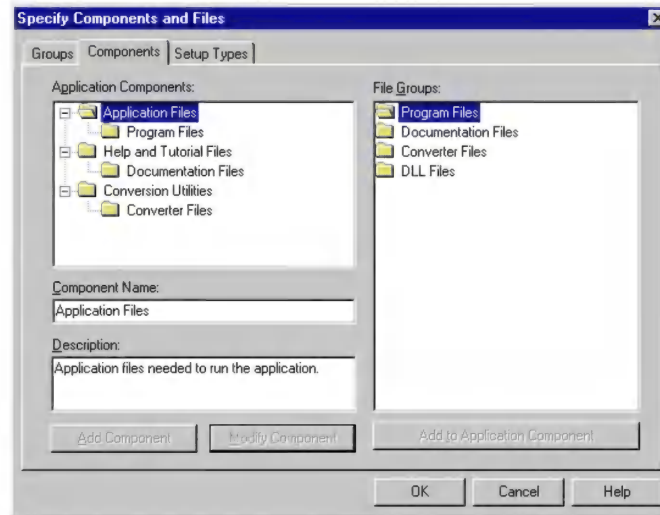 Specify Components and Files
Groups Components Setup Types
Application Components:
Application Files
Program Files
Help and Tutorial Files
Documentation Files
Conversion Utilities
Converter Files
Component Name:
Application Files
Description:
Application files needed to run the application.
Add Component Modify Component
File Groups:
Program Files
Documentation Files
Converter Files
DLL Files
Add to Application Component
OK Cancel Help